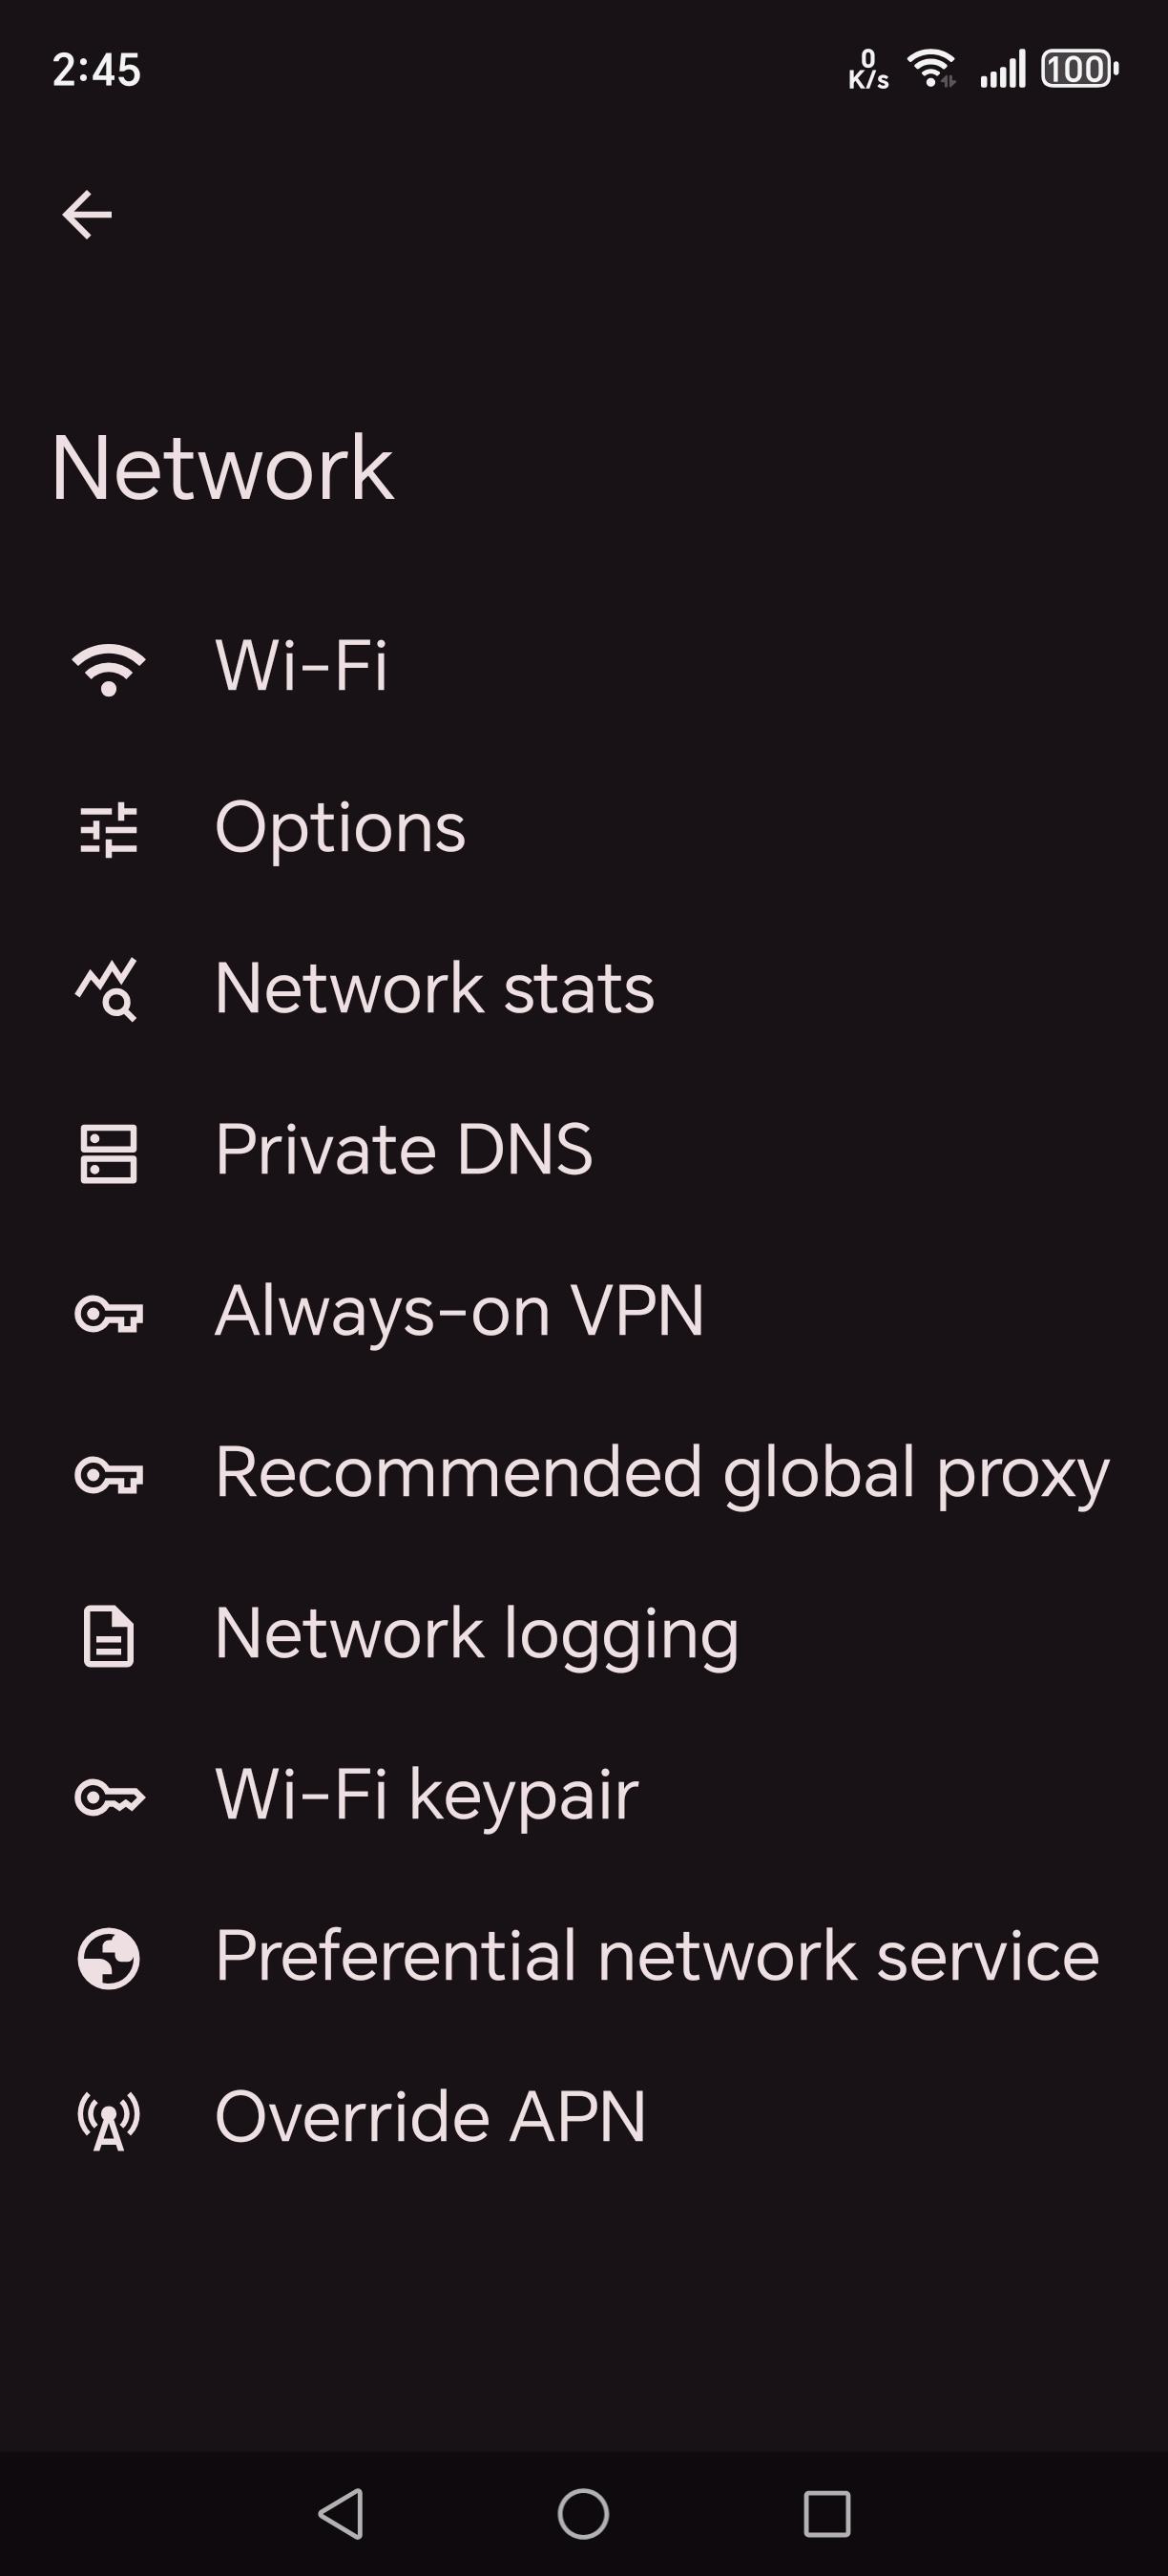 2:45
0
K/s
100
Network
Wi-Fi
Options
Network stats
Private DNS
Always-on VPN
Recommended global proxy
Network logging
Wi-Fi keypair
Preferential network service
Override APN